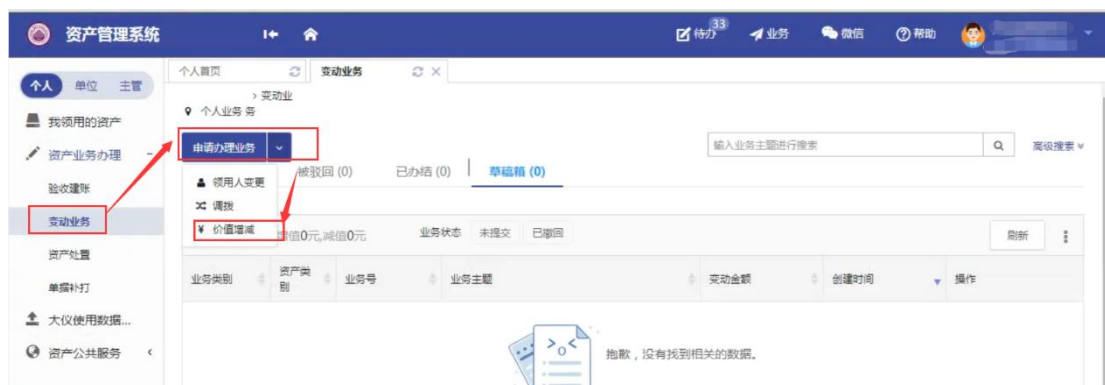 资产管理系统
待办 33 业务 微信 帮助
个人 单位 主管
个人首页 变动业务
> 变动业
个人业务 务
我领用的资产
资产业务办理
验收建账
变动业务
资产处置
单据补打
大仪使用数据...
资产公共服务
申请办理业务
输入业务主题进行搜索
高级搜索
领用人变更
调拨
¥ 价值增减
被驳回 (0) 已办结 (0) 草稿箱 (0)
值0元,减值0元 业务状态 未提交 已撤回
刷新
业务类别 资产类别 业务号 业务主题 变动金额 创建时间 操作
抱歉，没有找到相关的数据。